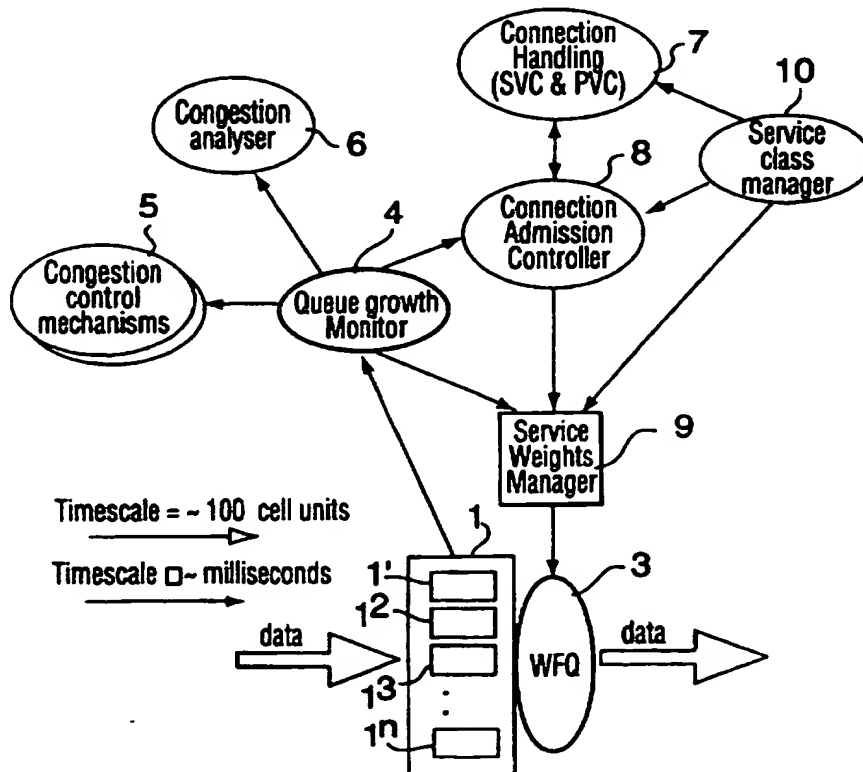 Connection
Handling
(SVC & PVC)
7
10
Congestion
analyser
6
Service
class
manager
8
Connection
Admission
Controller
5
Congestion
control
mechanisms
4
Queue growth
Monitor
9
Service
Weights
Manager
Timescale = ~ 100 cell units
Timescale □~ milliseconds
1
3
1'
1²
1³
:
1ⁿ
data
WFQ
data